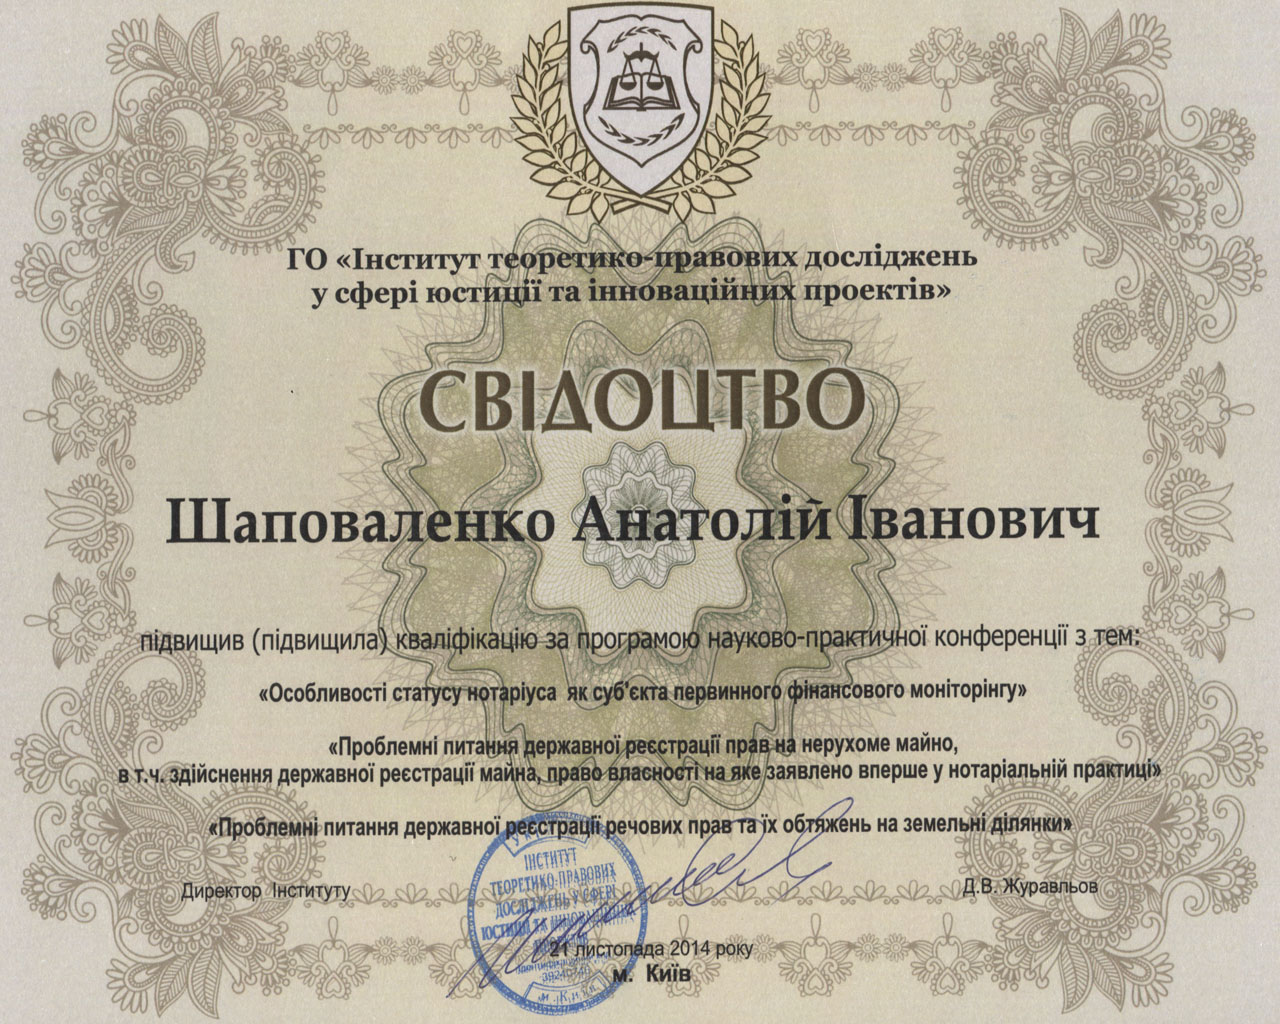 ГО «Інститут теоретико-правових досліджень
у сфері юстиції та інноваційних проектів»
СВІДОЦТВО
Шаповаленко Анатолій Іванович
підвищив (підвищила) кваліфікацію за програмою науково-практичної конференції з тем:
«Особливості статусу нотаріуса як суб'єкта первинного фінансового моніторінгу»
«Проблемні питання державної реєстрації прав на нерухоме майно,
в т.ч. здійснення державної реєстрації майна, право власності на яке заявлено вперше у нотаріальній практиці»
«Проблемні питання державної реєстрації речових прав та їх обтяжень на земельні ділянки»
Директор Інституту
Д.В. Журавльов
ІНСТИТУТ
ТЕОРЕТИКО-ПРАВОВИХ
ДОСЛІДЖЕНЬ У СФЕРІ
ЮСТИЦІЇ ТА ІННОВАЦІЙНИХ
21 листопада 2014 року
м. Київ